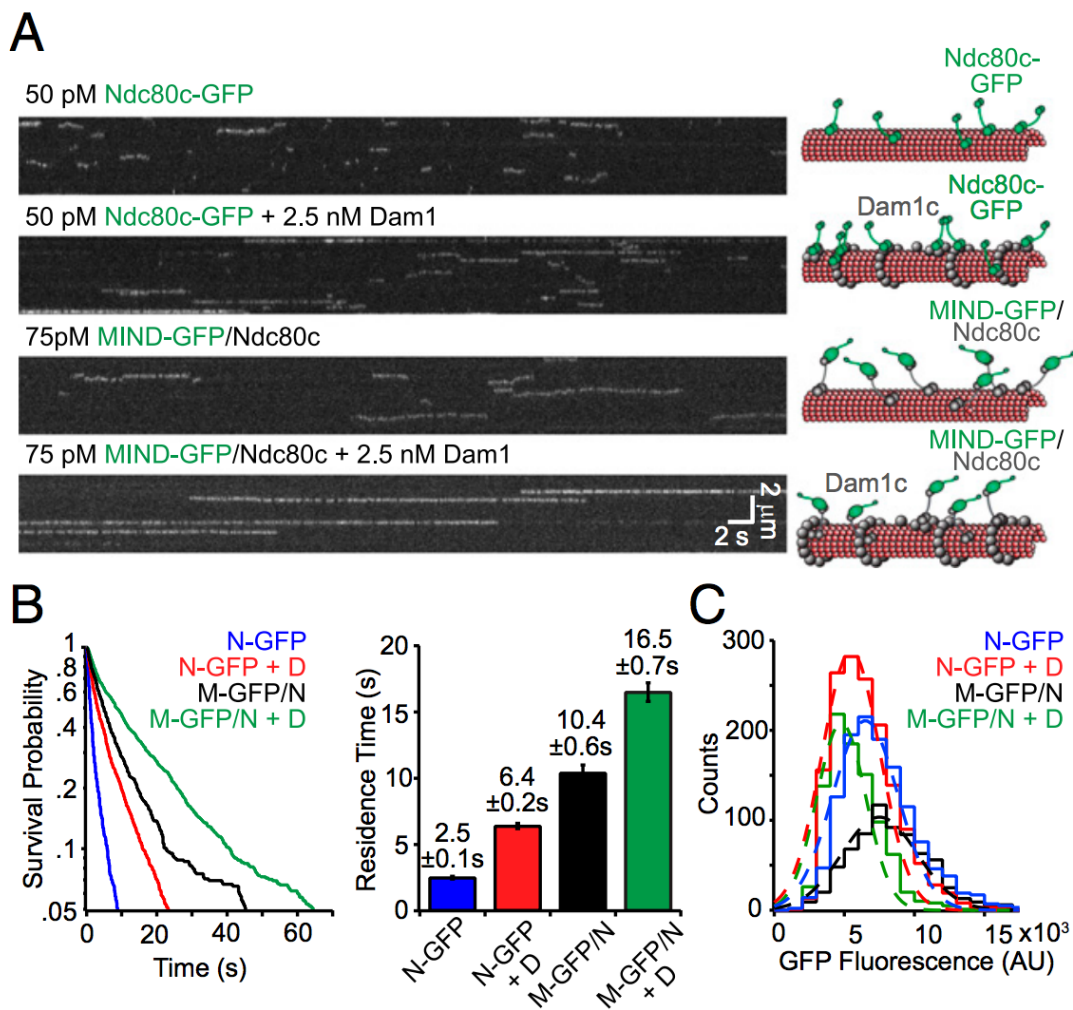 A
50 pM Ndc80c-GFP
Ndc80c-
GFP
50 pM Ndc80c-GFP + 2.5 nM Dam1
Dam1c
Ndc80c-
GFP
75pM MIND-GFP/Ndc80c
MIND-GFP/
Ndc80c
75 pM MIND-GFP/Ndc80c + 2.5 nM Dam1
MIND-GFP/
Ndc80c
Dam1c
2 μm
2 s
B
N-GFP
N-GFP + D
M-GFP/N
M-GFP/N + D
Survival Probability
1
.8
.6
.4
.2
.1
.05
0 20 40 60
Time (s)
Residence Time (s)
20
15
10
5
0
2.5
±0.1s
6.4
±0.2s
10.4
±0.6s
16.5
±0.7s
N-GFP
N-GFP
+ D
M-GFP/N
M-GFP/N
+ D
C
N-GFP
N-GFP + D
M-GFP/N
M-GFP/N + D
Counts
300
200
100
0
0 5 10 15 x10³
GFP Fluorescence (AU)